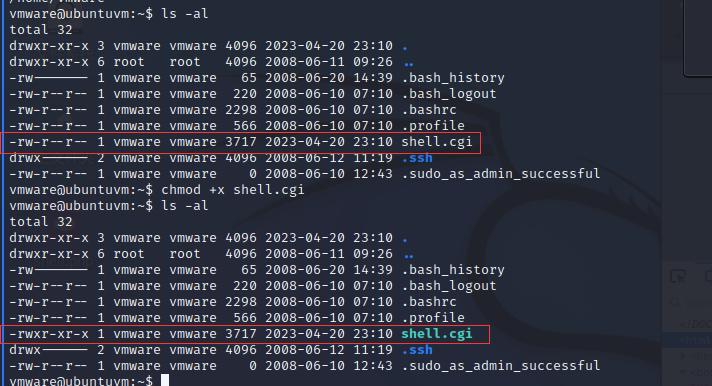 vmware@ubuntuvm:~$ ls -al
total 32
drwxr-xr-x 3 vmware vmware 4096 2023-04-20 23:10 .
drwxr-xr-x 6 root   root   4096 2008-06-11 09:26 ..
-rw------- 1 vmware vmware   65 2008-06-20 14:39 .bash_history
-rw-r--r-- 1 vmware vmware  220 2008-06-10 07:10 .bash_logout
-rw-r--r-- 1 vmware vmware 2298 2008-06-10 07:10 .bashrc
-rw-r--r-- 1 vmware vmware  566 2008-06-10 07:10 .profile
-rw-r--r-- 1 vmware vmware 3717 2023-04-20 23:10 shell.cgi
drwx------ 2 vmware vmware 4096 2008-06-12 11:19 .ssh
-rw-r--r-- 1 vmware vmware    0 2008-06-10 12:43 .sudo_as_admin_successful
vmware@ubuntuvm:~$ chmod +x shell.cgi
vmware@ubuntuvm:~$ ls -al
total 32
drwxr-xr-x 3 vmware vmware 4096 2023-04-20 23:10 .
drwxr-xr-x 6 root   root   4096 2008-06-11 09:26 ..
-rw------- 1 vmware vmware   65 2008-06-20 14:39 .bash_history
-rw-r--r-- 1 vmware vmware  220 2008-06-10 07:10 .bash_logout
-rw-r--r-- 1 vmware vmware 2298 2008-06-10 07:10 .bashrc
-rw-r--r-- 1 vmware vmware  566 2008-06-10 07:10 .profile
-rwxr-xr-x 1 vmware vmware 3717 2023-04-20 23:10 shell.cgi
drwx------ 2 vmware vmware 4096 2008-06-12 11:19 .ssh
-rw-r--r-- 1 vmware vmware    0 2008-06-10 12:43 .sudo_as_admin_successful
vmware@ubuntuvm:~$